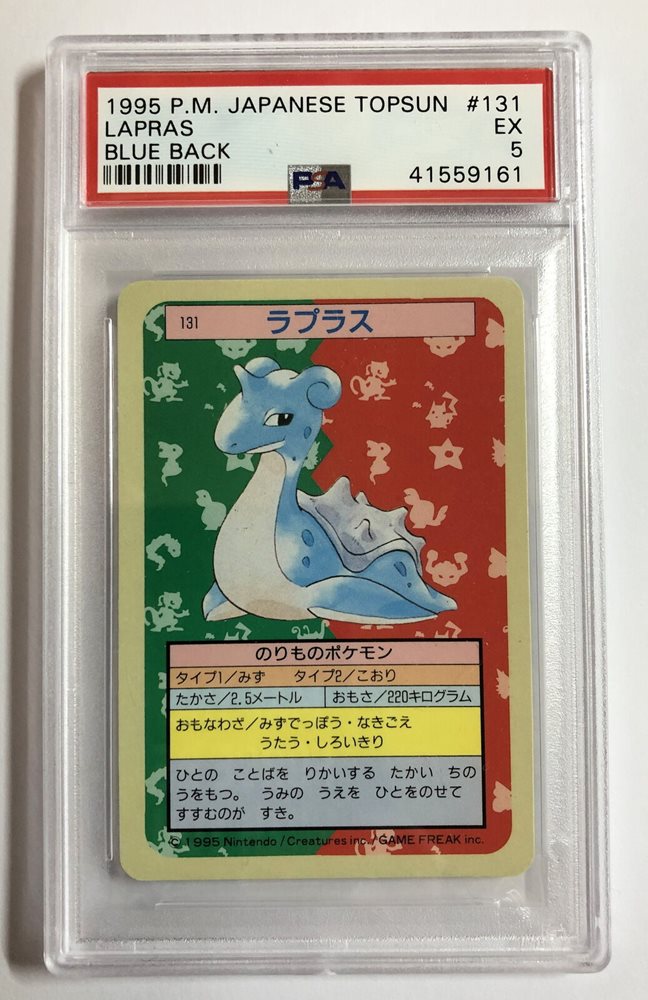 1995 P.M. JAPANESE TOPSUN #131
LAPRAS EX
BLUE BACK 5
PSA 41559161
131 ラプラス
のりものポケモン
タイプ1/みず タイプ2/こおり
たかさ/2.5メートル おもさ/220キログラム
おもなわざ/みずでっぽう・なきごえ
うたう・しろいきり
ひとの ことばを りかいする たかい ちの
うをもつ。 うみの うえを ひとをのせて
すすむのが すき。
© 1995 Nintendo/Creatures inc./GAME FREAK inc.